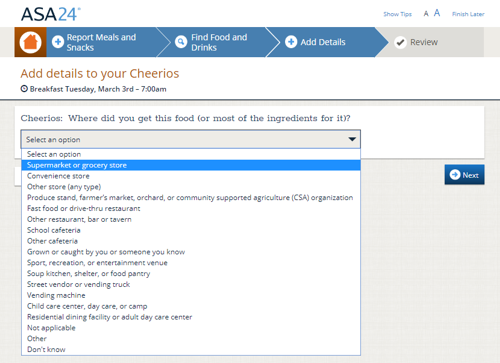 ASA24®
Show Tips A A Finish Later
Report Meals and Snacks
Find Food and Drinks
Add Details
Review
Add details to your Cheerios
Breakfast Tuesday, March 3rd – 7:00am
Cheerios: Where did you get this food (or most of the ingredients for it)?
Select an option
Select an option
Supermarket or grocery store
Convenience store
Other store (any type)
Produce stand, farmer's market, orchard, or community supported agriculture (CSA) organization
Fast food or drive-thru restaurant
Other restaurant, bar or tavern
School cafeteria
Other cafeteria
Grown or caught by you or someone you know
Sport, recreation, or entertainment venue
Soup kitchen, shelter, or food pantry
Street vendor or vending truck
Vending machine
Child care center, day care, or camp
Residential dining facility or adult day care center
Not applicable
Other
Don't know
Next